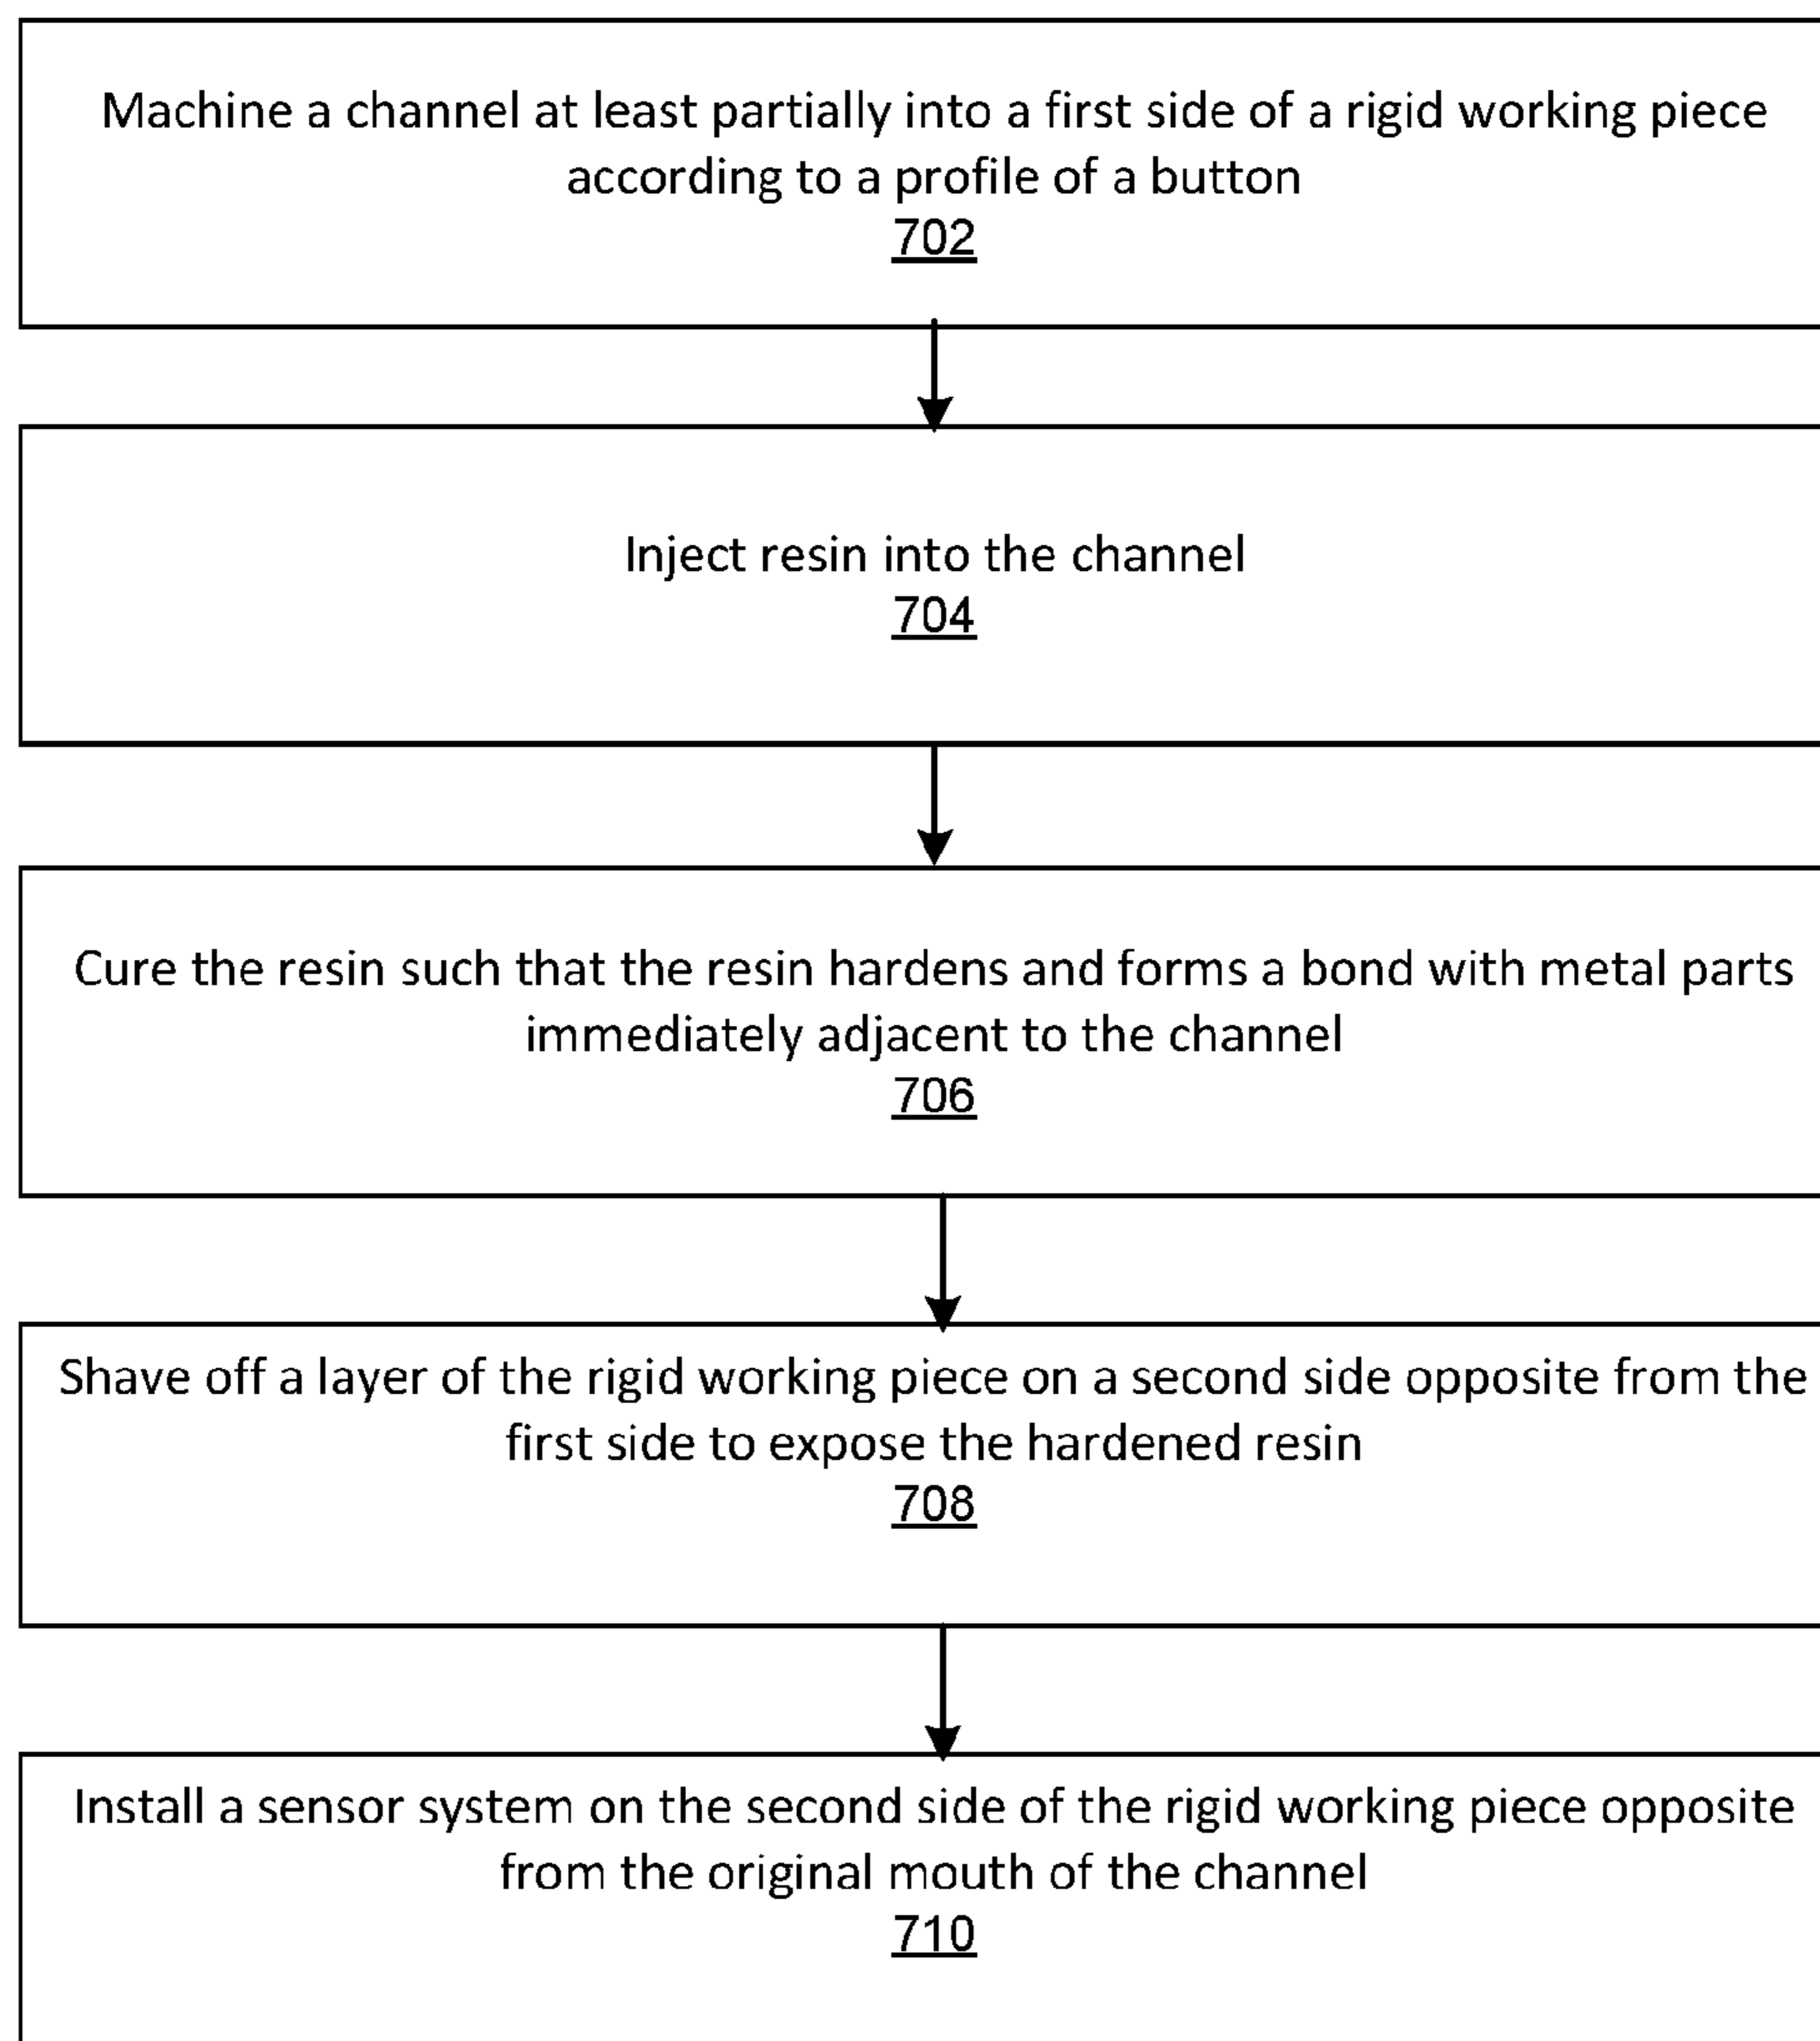 Machine a channel at least partially into a first side of a rigid working piece
according to a profile of a button
702
Inject resin into the channel
704
Cure the resin such that the resin hardens and forms a bond with metal parts
immediately adjacent to the channel
706
Shave off a layer of the rigid working piece on a second side opposite from the
first side to expose the hardened resin
708
Install a sensor system on the second side of the rigid working piece opposite
from the original mouth of the channel
710